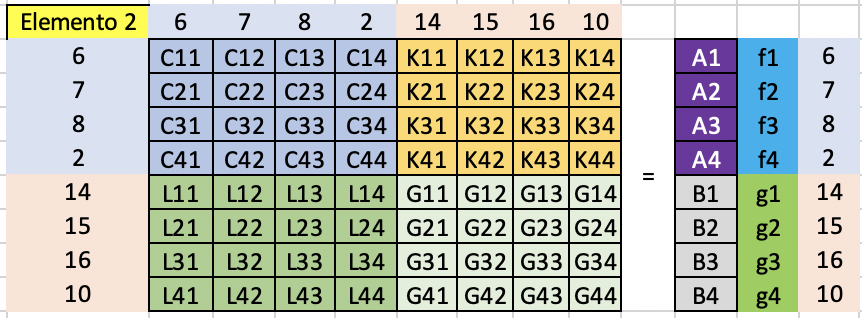 Elemento 2 6 7 8 2 14 15 16 10
6 C11 C12 C13 C14 K11 K12 K13 K14 A1 f1 6
7 C21 C22 C23 C24 K21 K22 K23 K24 A2 f2 7
8 C31 C32 C33 C34 K31 K32 K33 K34 A3 f3 8
2 C41 C42 C43 C44 K41 K42 K43 K44 A4 f4 2
=
14 L11 L12 L13 L14 G11 G12 G13 G14 B1 g1 14
15 L21 L22 L23 L24 G21 G22 G23 G24 B2 g2 15
16 L31 L32 L33 L34 G31 G32 G33 G34 B3 g3 16
10 L41 L42 L43 L44 G41 G42 G43 G44 B4 g4 10